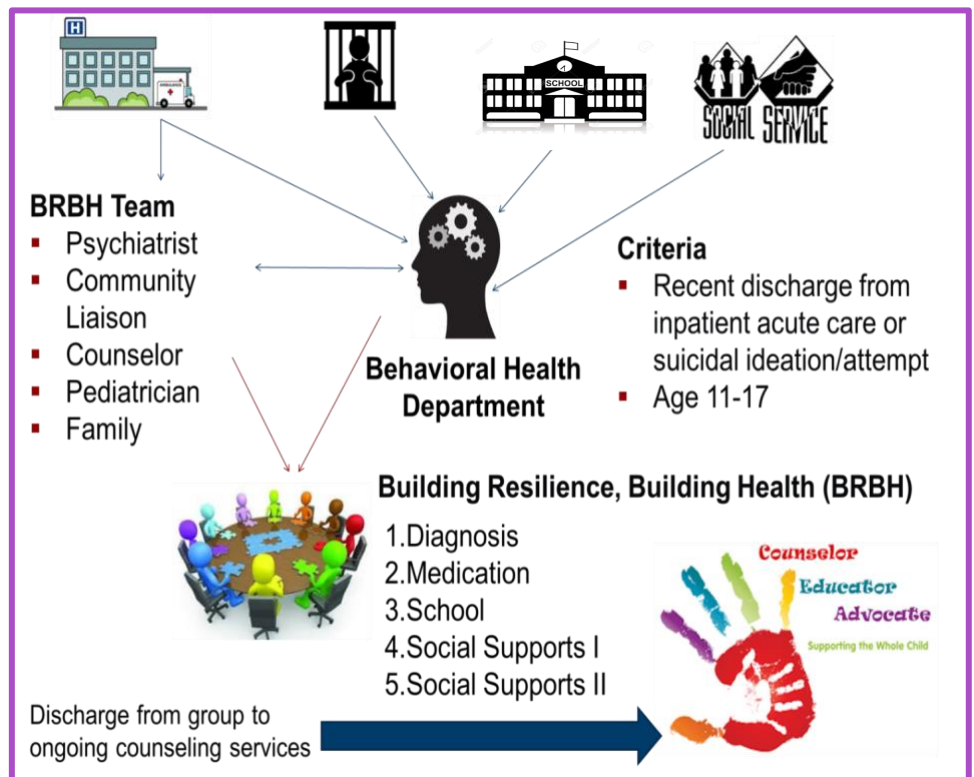 H
AMBULANCE
SCHOOL
SOCIAL SERVICE
BRBH Team
▪ Psychiatrist
▪ Community
Liaison
▪ Counselor
▪ Pediatrician
▪ Family
Behavioral Health
Department
Criteria
▪ Recent discharge from
inpatient acute care or
suicidal ideation/attempt
▪ Age 11-17
Building Resilience, Building Health (BRBH)
1.Diagnosis
2.Medication
3.School
4.Social Supports I
5.Social Supports II
Counselor
Educator
Advocate
Supporting the Whole Child
Discharge from group to
ongoing counseling services